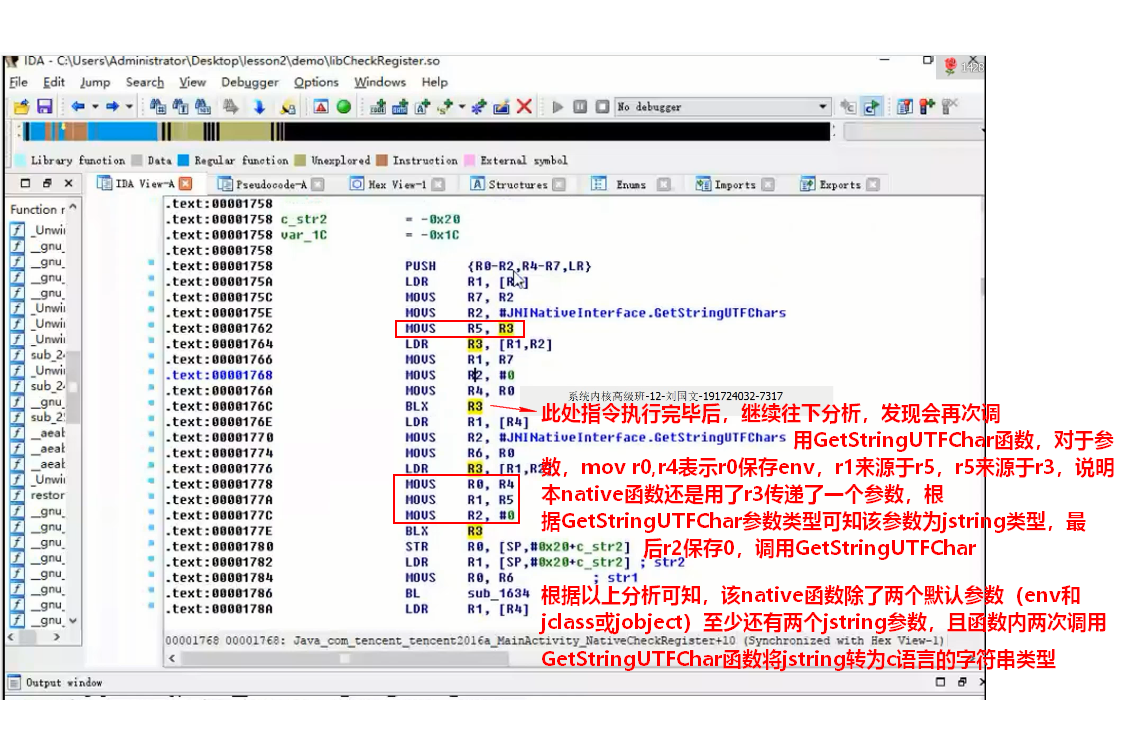 IDA - C:\Users\Administrator\Desktop\lesson2\demo\libCheckRegister.so
File Edit Jump Search View Debugger Options Windows Help
No debugger
Library function Data Regular function Unexplored Instruction External symbol
IDA View-A Pseudocode-A Hex View-1 Structures Enums Imports Exports
Function r
_Unwi
__gnu_
__gnu_
__gnu_
__gnu_
_Unwi
_Unwi
_Unwi
sub_2
_Unwi
sub_2
__gnu_
sub_2
__aeab
__aeab
__aeab
_Unwi
restor
__gnu_
__gnu_
__gnu_
__gnu_
__gnu_
__gnu_
__gnu_
__gnu_
.text:00001758
.text:00001758 c_str2 = -0x20
.text:00001758 var_1C = -0x1C
.text:00001758
.text:00001758 PUSH {R0-R2,R4-R7,LR}
.text:0000175A LDR R1, [R0]
.text:0000175C MOVS R7, R2
.text:0000175E MOVS R2, #JNINativeInterface.GetStringUTFChars
.text:00001762 MOVS R5, R3
.text:00001764 LDR R3, [R1,R2]
.text:00001766 MOVS R1, R7
.text:00001768 MOVS R2, #0
.text:0000176A MOVS R4, R0
系统内核高级班-12-刘国文-191724032-7317
.text:0000176C BLX R3
此处指令执行完毕后，继续往下分析，发现会再次调
.text:0000176E LDR R1, [R4]
.text:00001770 MOVS R2, #JNINativeInterface.GetStringUTFChars
用GetStringUTFChar函数，对于参
.text:00001774 MOVS R6, R0
.text:00001776 LDR R3, [R1,R2
数，mov r0,r4表示r0保存env，r1来源于r5，r5来源于r3，说明
.text:00001778 MOVS R0, R4
本native函数还是用了r3传递了一个参数，根
.text:0000177A MOVS R1, R5
.text:0000177C MOVS R2, #0
据GetStringUTFChar参数类型可知该参数为jstring类型，最
.text:0000177E BLX R3
.text:00001780 STR R0, [SP,#0x20+c_str2]
后r2保存0，调用GetStringUTFChar
.text:00001782 LDR R1, [SP,#0x20+c_str2] ; str2
.text:00001784 MOVS R0, R6 ; str1
.text:00001786 BL sub_1634
根据以上分析可知，该native函数除了两个默认参数（env和
.text:0000178A LDR R1, [R4]
jclass或jobject）至少还有两个jstring参数，且函数内两次调用
00001768 00001768: Java_com_tencent_tencent2016a_MainActivity_NativeCheckRegister+10 (Synchronized with Hex View-1)
GetStringUTFChar函数将jstring转为c语言的字符串类型
Output window